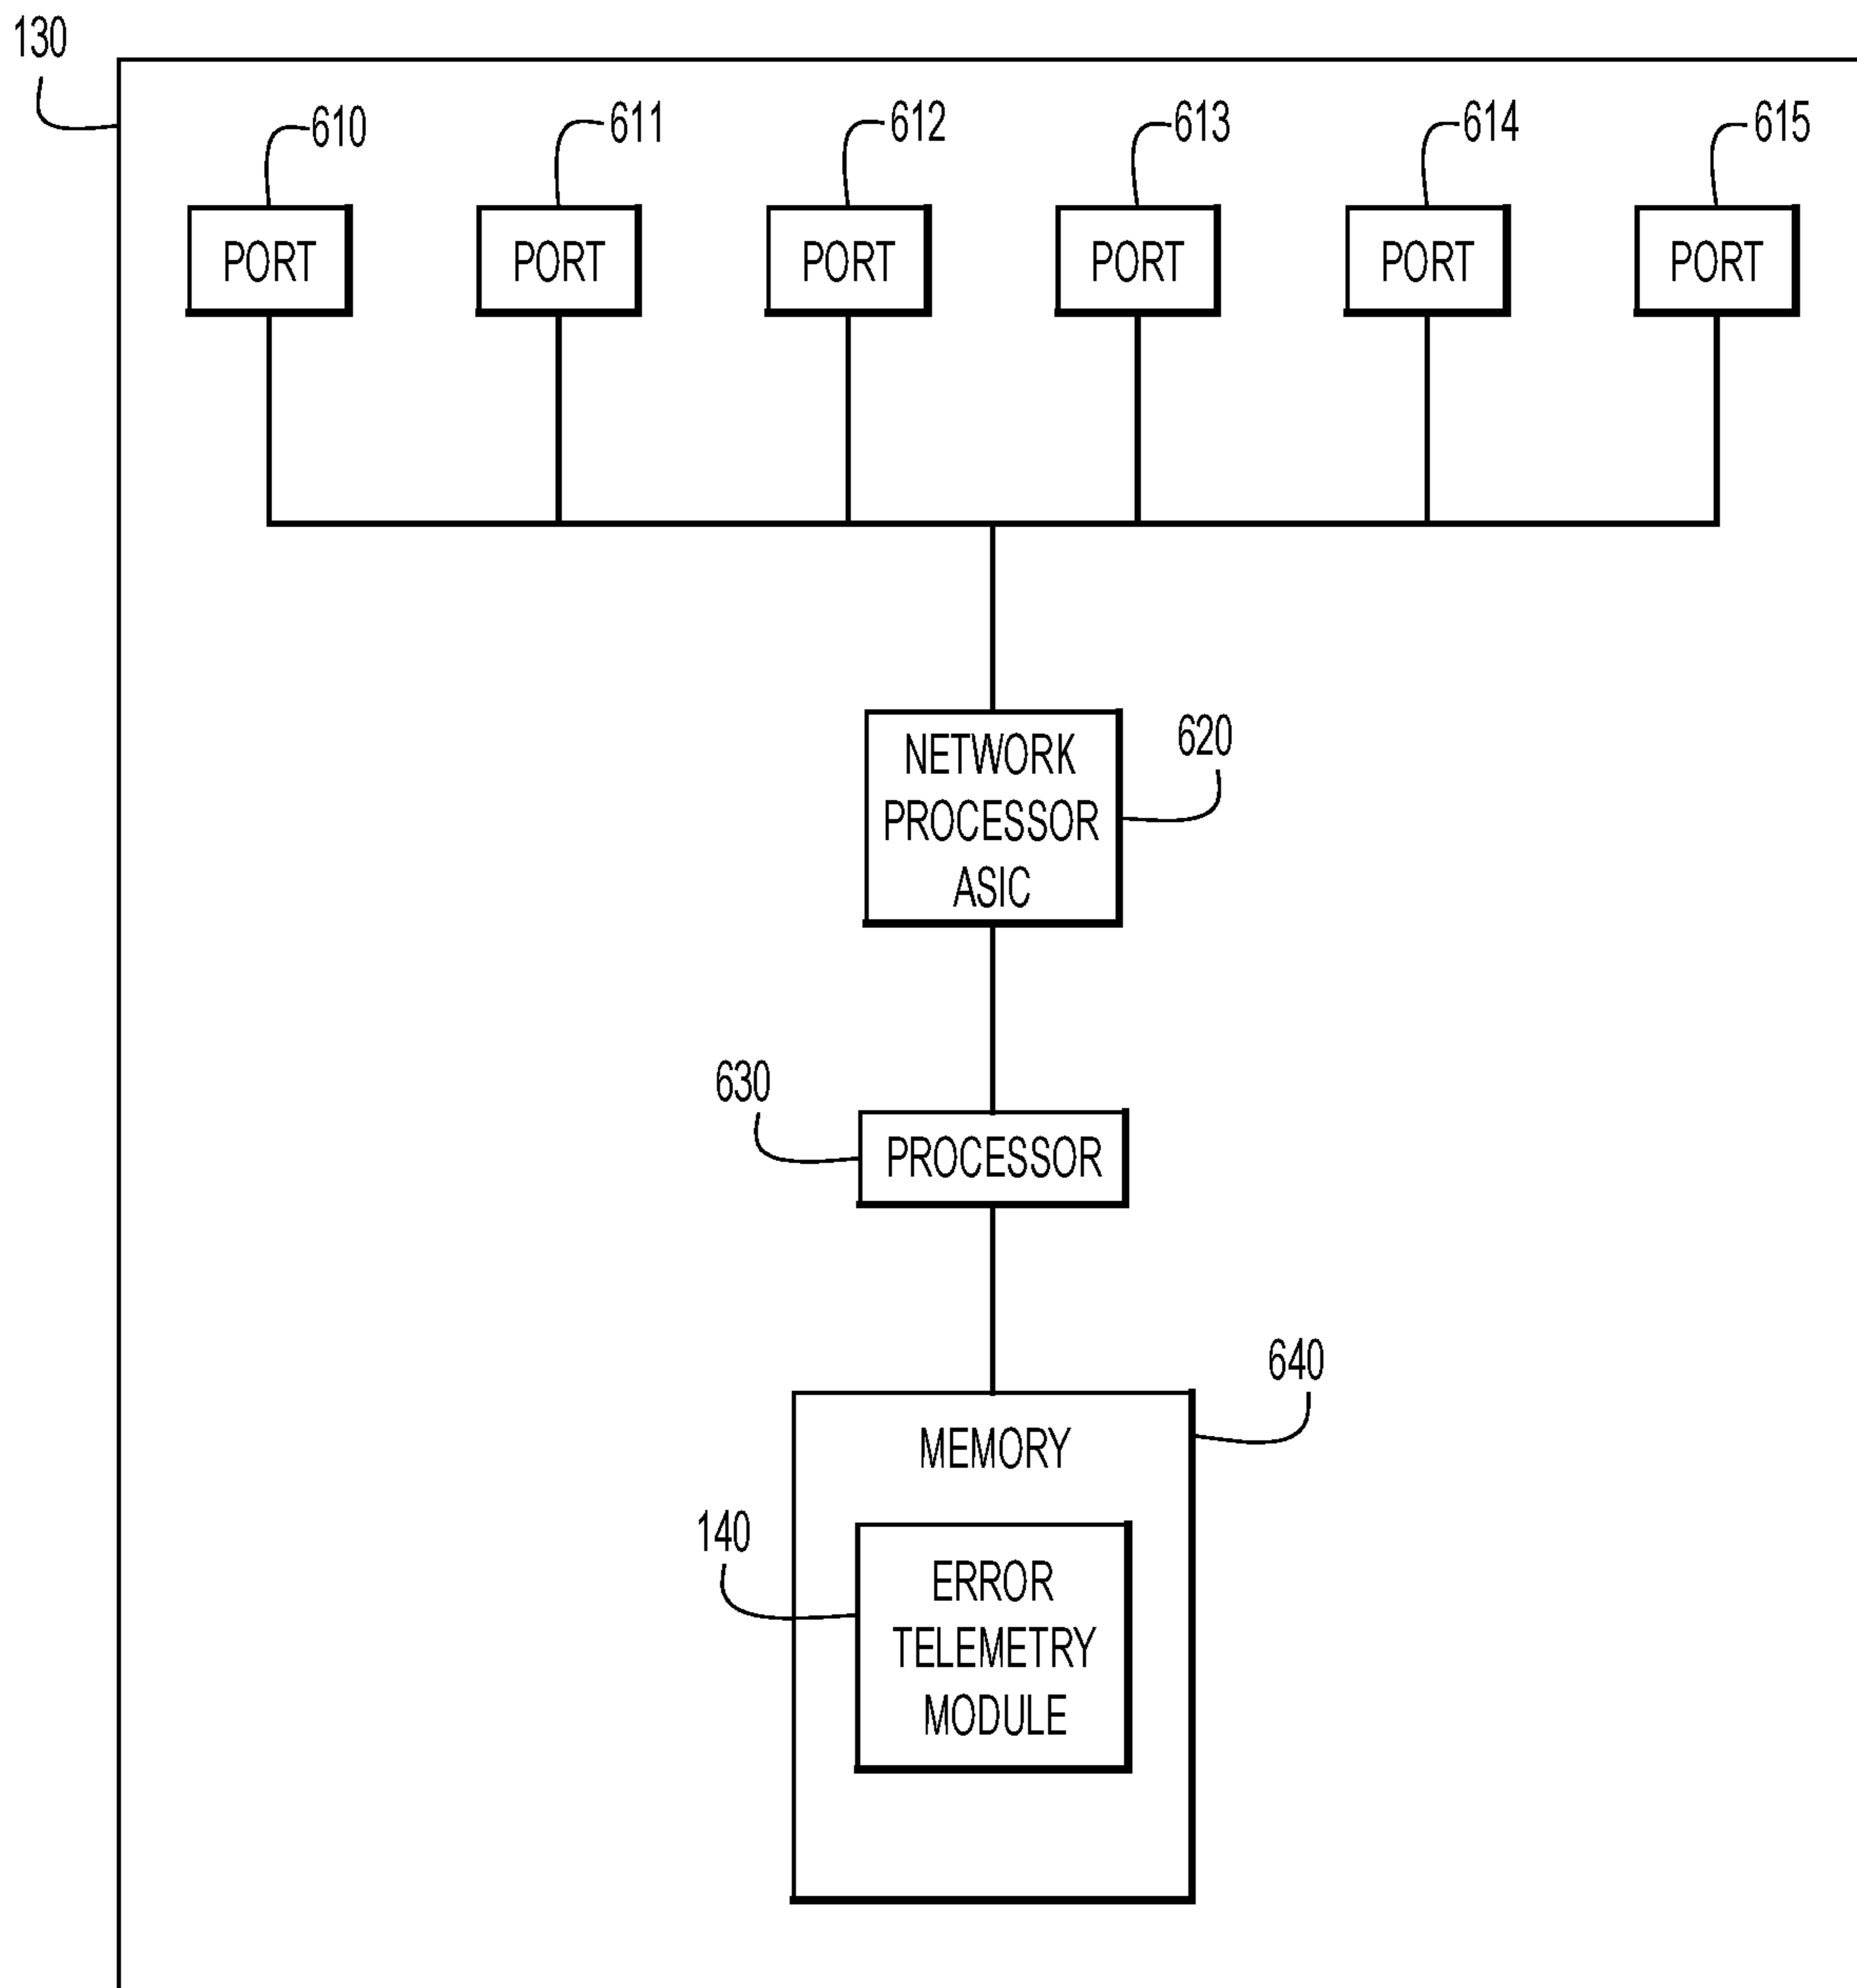 130
610
611
612
613
614
615
PORT
PORT
PORT
PORT
PORT
PORT
NETWORK
PROCESSOR
ASIC
620
630
PROCESSOR
640
MEMORY
140
ERROR
TELEMETRY
MODULE